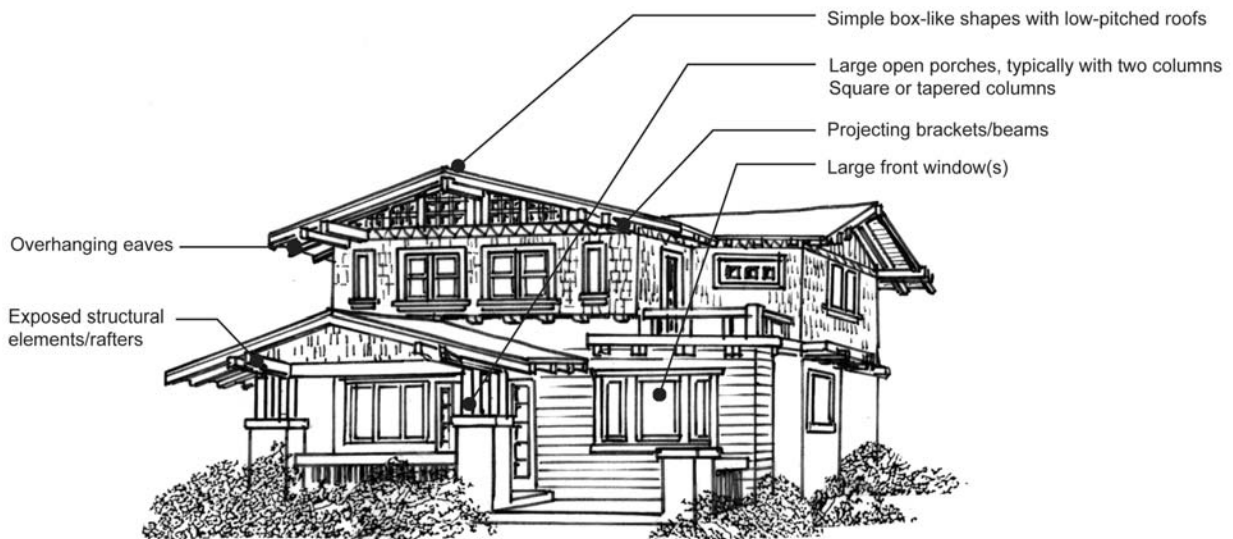 Simple box-like shapes with low-pitched roofs
Large open porches, typically with two columns
Square or tapered columns
Projecting brackets/beams
Large front window(s)
Overhanging eaves
Exposed structural
elements/rafters